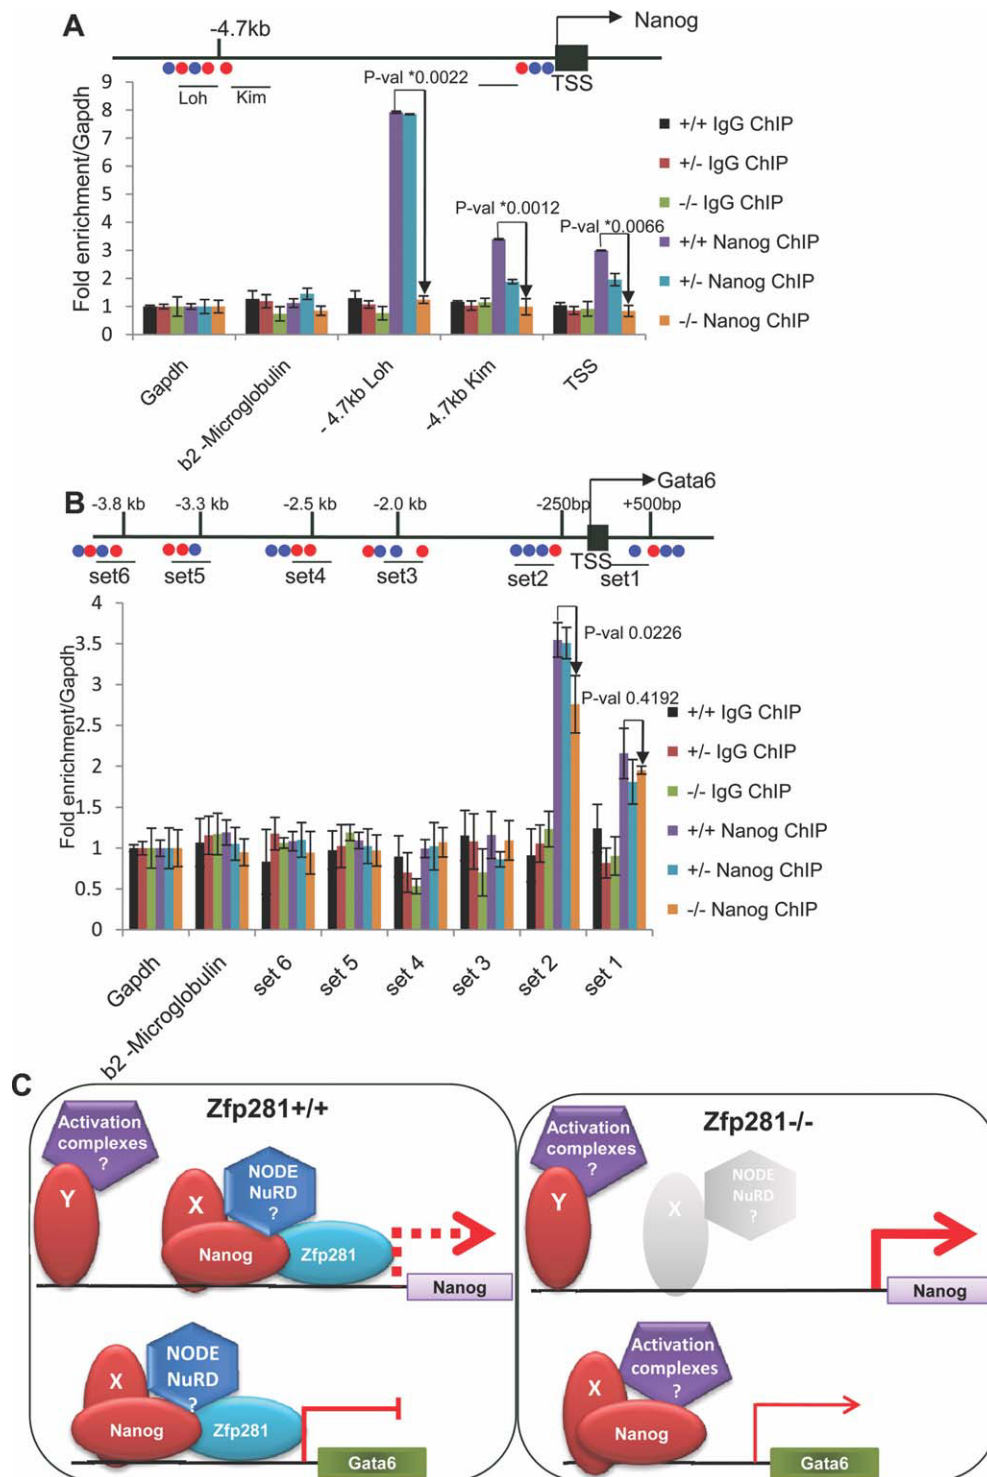 A
-4.7kb
Nanog
TSS
Loh
Kim
P-val *0.0022
P-val *0.0012
P-val *0.0066
Fold enrichment/Gapdh
9
8
7
6
5
4
3
2
1
0
Gapdh
b2 -Microglobulin
- 4.7kb Loh
-4.7kb Kim
TSS
+/+ IgG ChIP
+/- IgG ChIP
-/- IgG ChIP
+/+ Nanog ChIP
+/- Nanog ChIP
-/- Nanog ChIP
B
-3.8 kb
-3.3 kb
-2.5 kb
-2.0 kb
-250bp
+500bp
Gata6
TSS
set6
set5
set4
set3
set2
set1
P-val 0.0226
P-val 0.4192
Fold enrichment/Gapdh
4
3.5
3
2.5
2
1.5
1
0.5
0
Gapdh
b2 -Microglobulin
set 6
set 5
set 4
set 3
set 2
set 1
+/+ IgG ChIP
+/- IgG ChIP
-/- IgG ChIP
+/+ Nanog ChIP
+/- Nanog ChIP
-/- Nanog ChIP
C
Zfp281+/+
Activation
complexes
?
Y
X
NODE
NuRD
?
Nanog
Zfp281
Nanog
X
NODE
NuRD
?
Nanog
Zfp281
Gata6
Zfp281-/-
Activation
complexes
?
Y
X
NODE
NuRD
?
Nanog
Activation
complexes
?
X
Nanog
Gata6